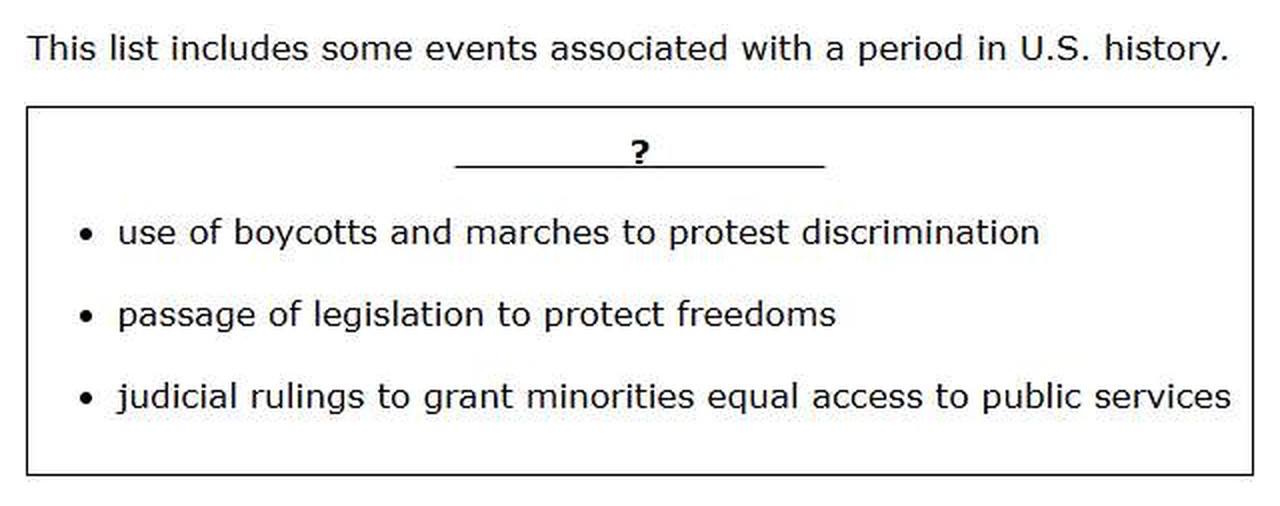 This list includes some events associated with a period in U.S. history.
?
• use of boycotts and marches to protest discrimination
• passage of legislation to protect freedoms
• judicial rulings to grant minorities equal access to public services